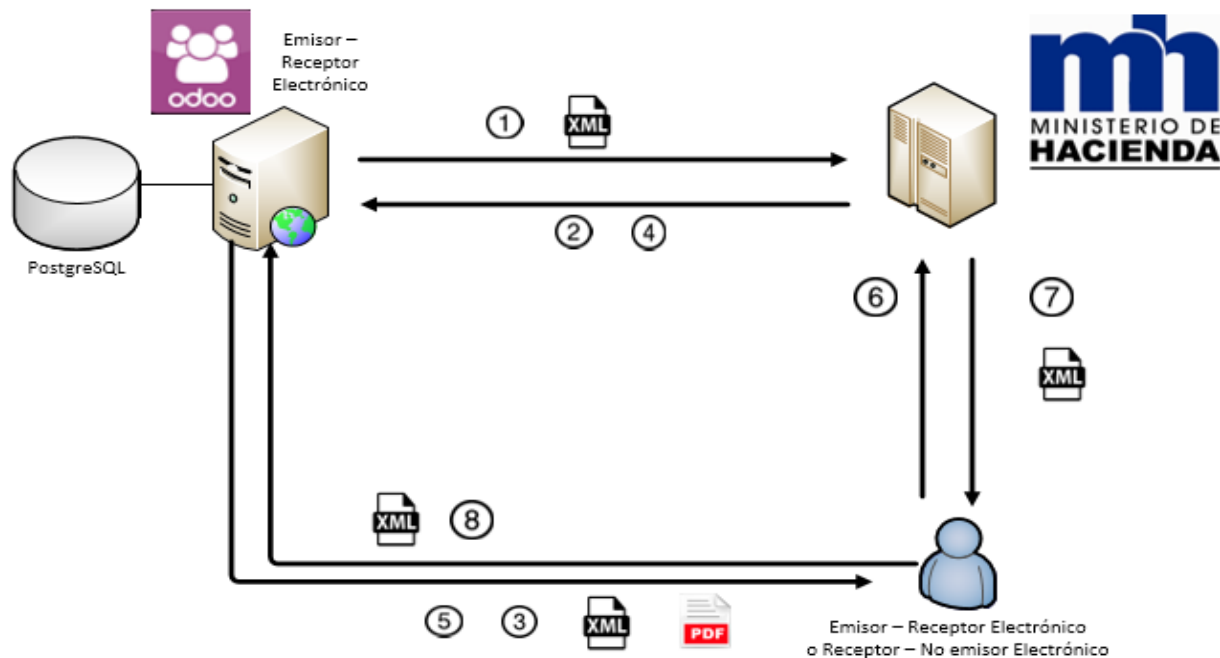 Emisor –
Receptor
Electrónico
odoo
MINISTERIO DE
HACIENDA
1
XML
2
4
PostgreSQL
6
7
XML
XML
8
5
3
XML
PDF
Emisor – Receptor Electrónico
o Receptor – No emisor Electrónico